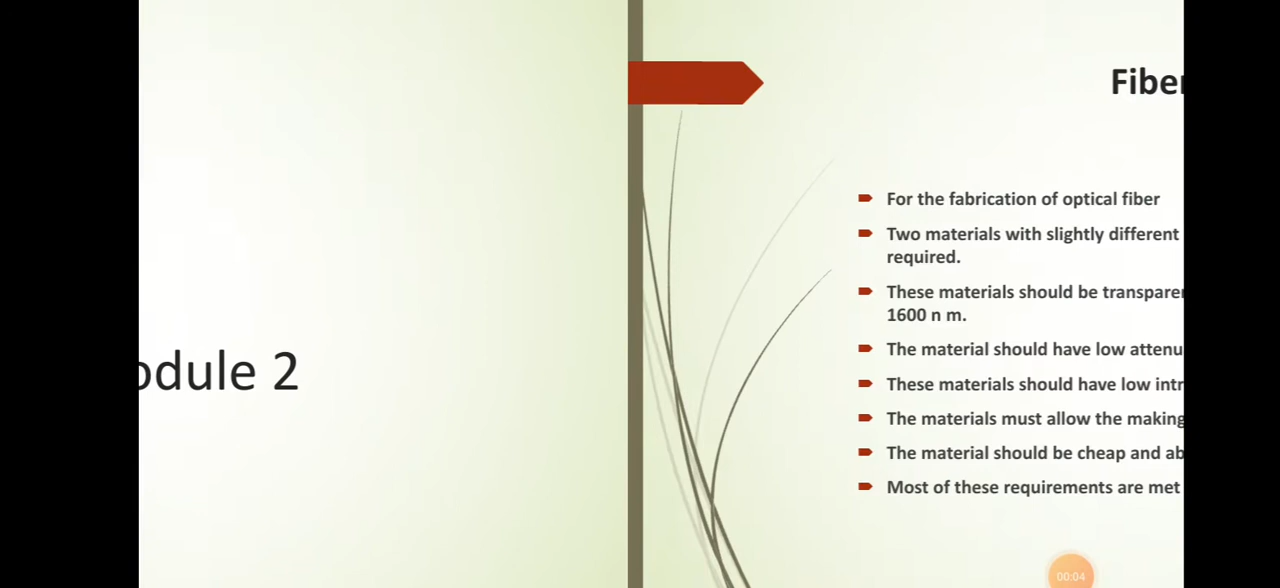 odule 2
Fiber
For the fabrication of optical fiber
Two materials with slightly different
required.
These materials should be transparen
1600 n m.
The material should have low attenu
These materials should have low intr
The materials must allow the making
The material should be cheap and ab
Most of these requirements are met
00:04